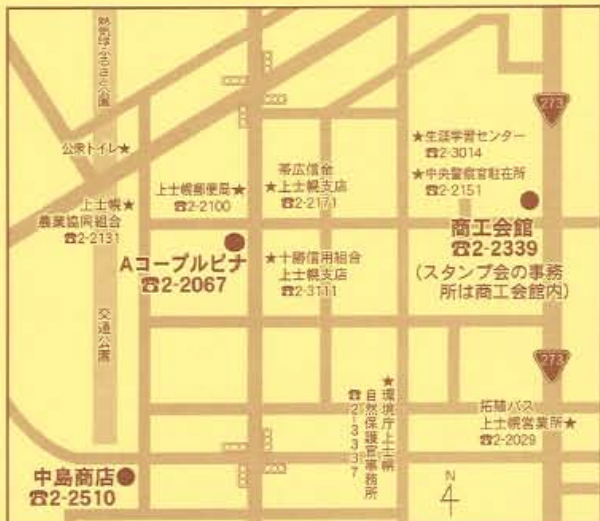 熱気球・ふるさと公園
公衆トイレ★
上士幌★
農業協同組合
☎2-2131
上士幌郵便局★
☎2-2100
帯広信金
★上士幌支店
☎2-2171
★生涯学習センター
☎2-3014
★中央警察官駐在所
☎2-2151
273
商工会館
☎2-2339
(スタンプ会の事務
所は商工会館内)
Aコープルピナ
☎2-2067
★十勝信用組合
上士幌支店
☎2-3111
交通公園
273
★環境庁上士幌
自然保護官事務所
☎2-3337
拓殖バス
上士幌営業所★
☎2-2029
中島商店
☎2-2510
N